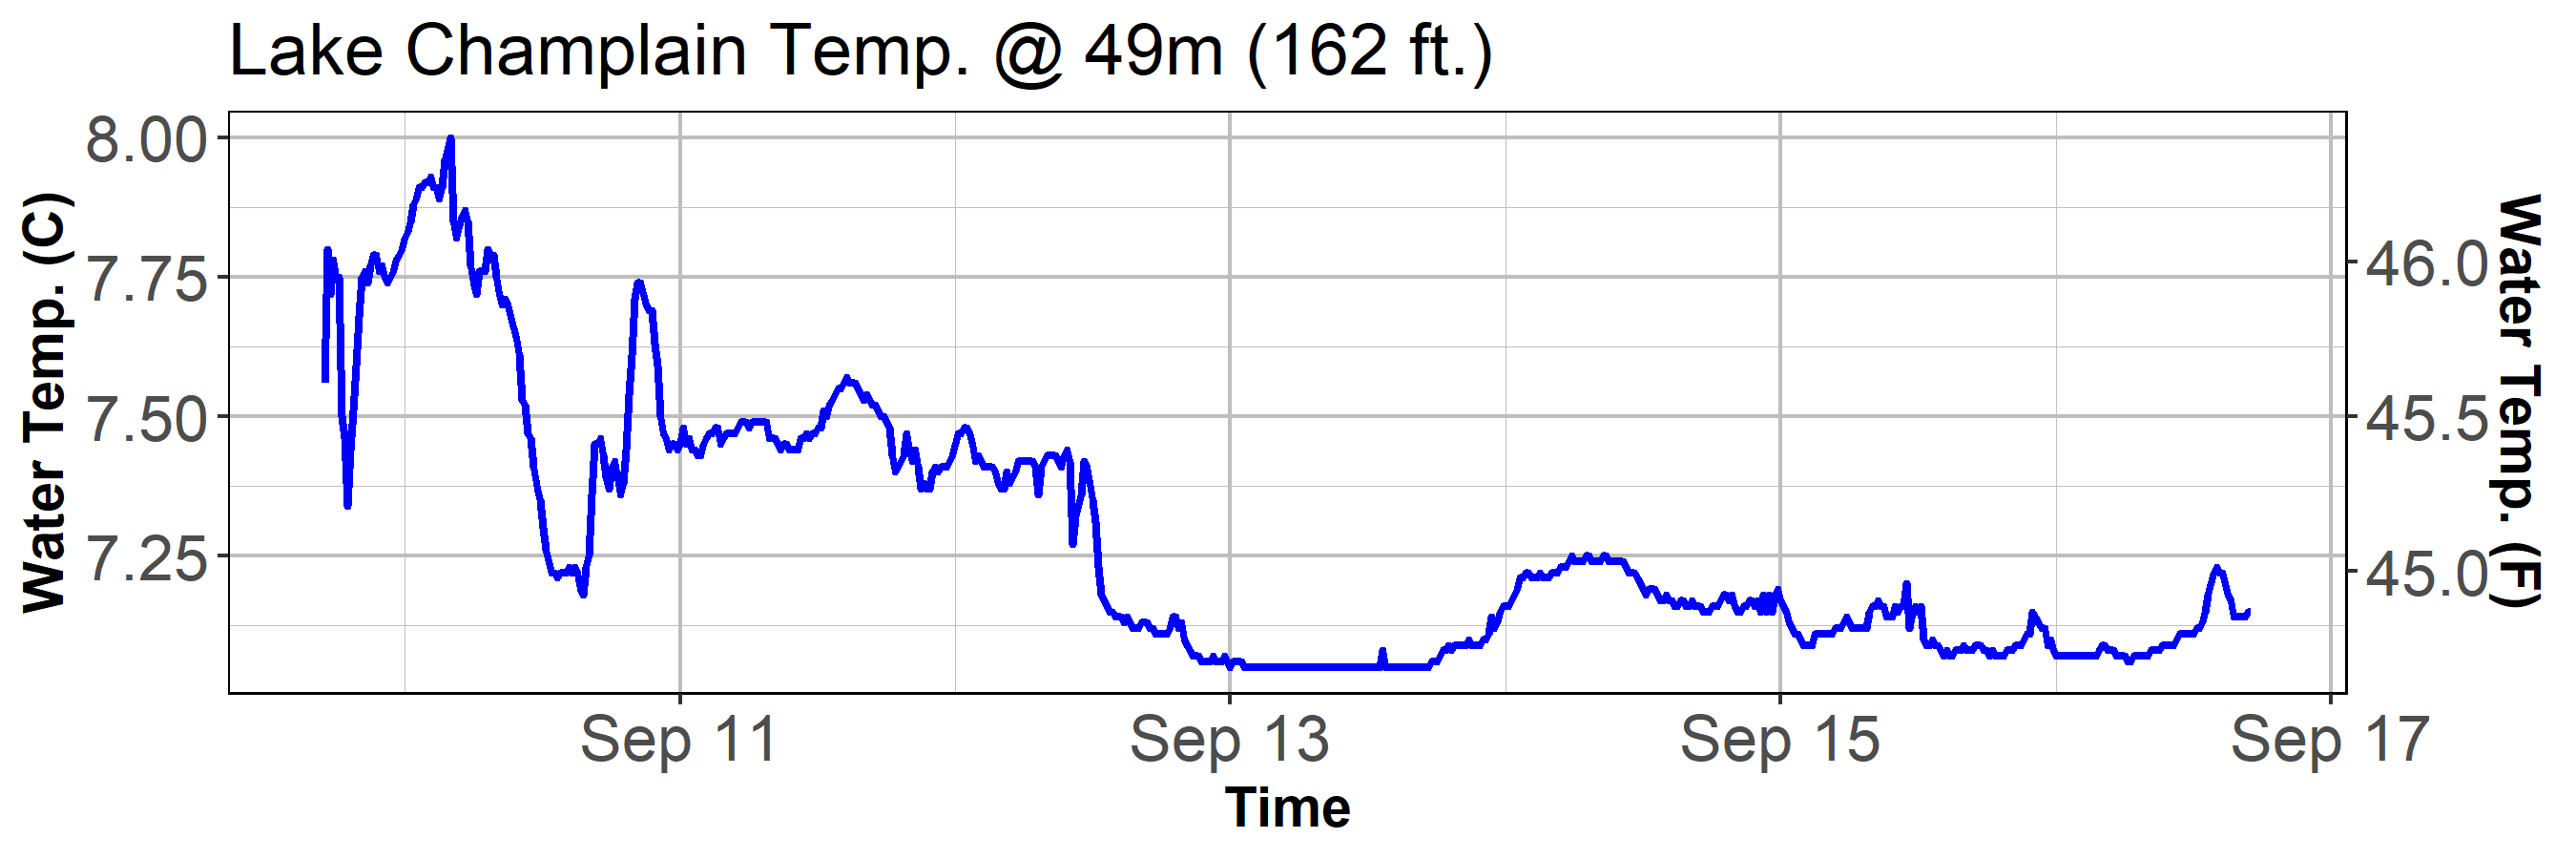 Lake Champlain Temp. @ 49m (162 ft.)
Water Temp. (C)
8.00
7.75
7.50
7.25
46.0
45.5
45.0
Water Temp. (F)
Sep 11 Sep 13 Sep 15 Sep 17
Time